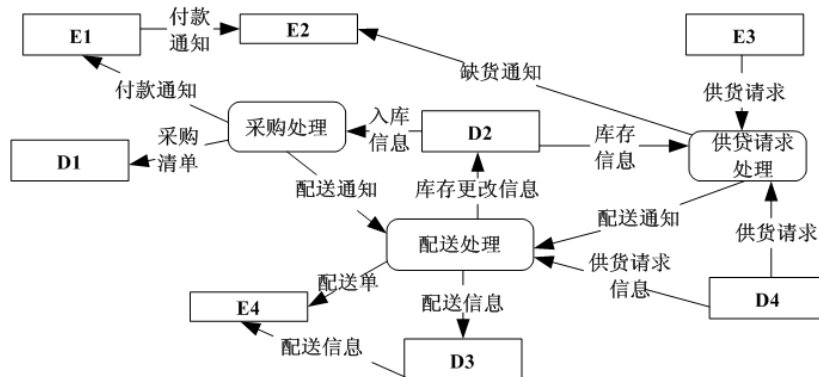 E1
付款
通知
E2
E3
缺货通知
供货请求
付款通知
采购处理
入库
信息
D2
库存
信息
供贷请求
处理
D1
采购
清单
配送通知
库存更改信息
配送通知
供货请求
配送处理
供货请求
信息
D4
配送单
E4
配送信息
配送信息
D3